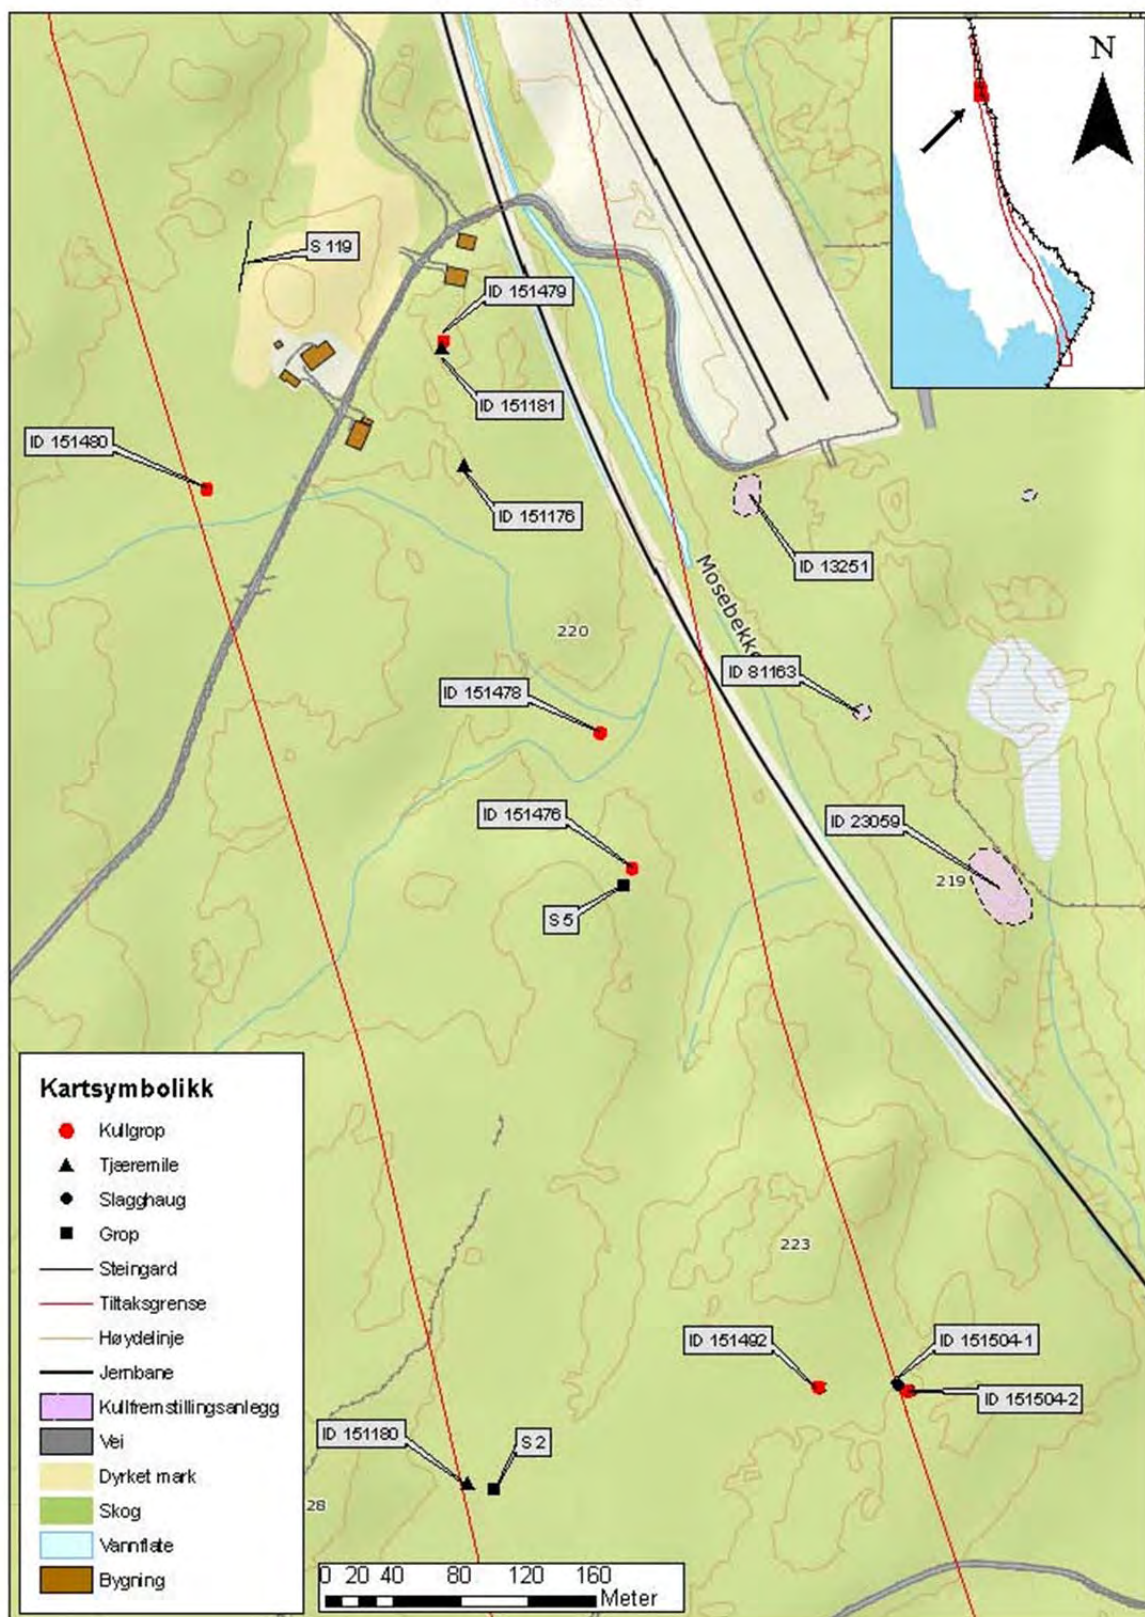 N
S 119
ID 151479
ID 151181
ID 151480
ID 151176
ID 13251
Mosebekke
220
ID 81163
ID 151478
ID 151476
ID 23059
219
S 5
Kartsymbolikk
Kullgrop
Tjæremile
Slagghaug
Grop
Steingard
Tiltaksgrense
Høydelinje
Jernbane
Kullfremstillingsanlegg
Vei
Dyrket mark
Skog
Vannflate
Bygning
223
ID 151492
ID 151504-1
ID 151504-2
ID 151180
S 2
28
0 20 40 80 120 160
Meter